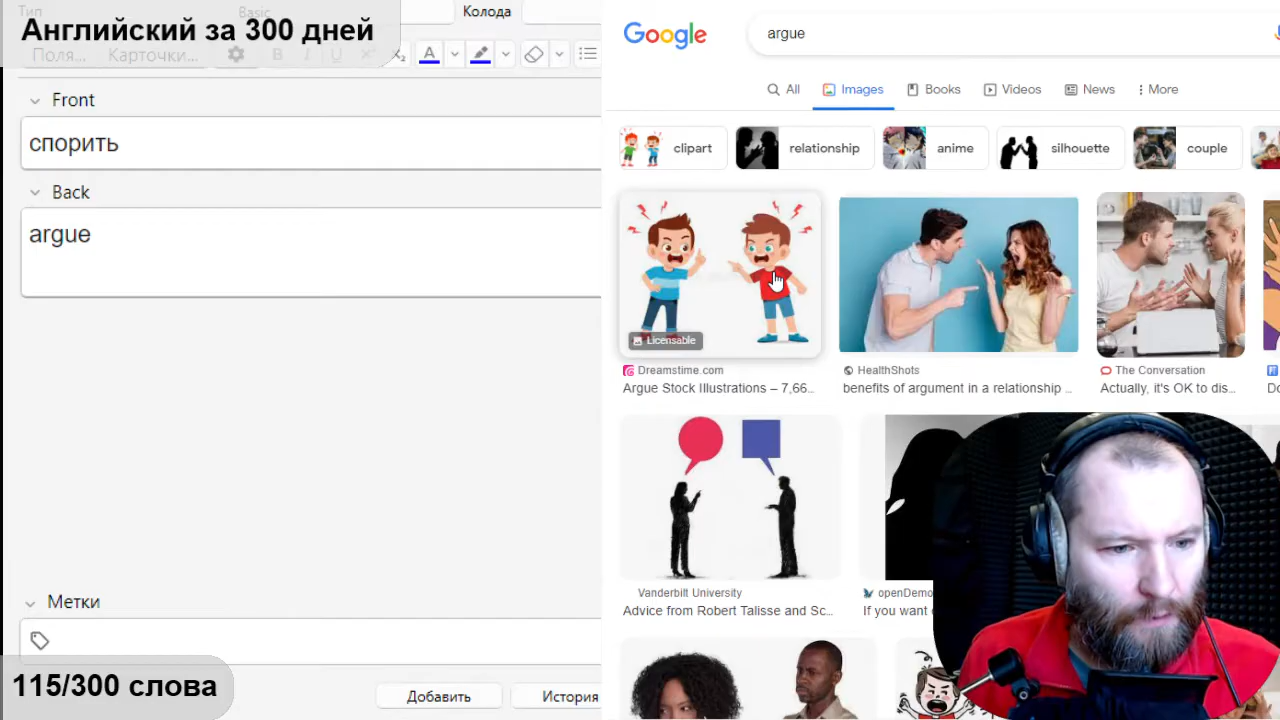 Тип
Basic
Колода
Английский за 300 дней
Поля...
Карточки...
B
I
U
A
Front
спорить
Back
argue
Метки
115/300 слова
Добавить
История
Google
argue
All
Images
Books
Videos
News
More
clipart
relationship
anime
silhouette
couple
Licensable
Dreamstime.com
Argue Stock Illustrations – 7,66...
HealthShots
benefits of argument in a relationship ...
The Conversation
Actually, it's OK to dis...
Vanderbilt University
Advice from Robert Talisse and Sc...
openDemo
If you want